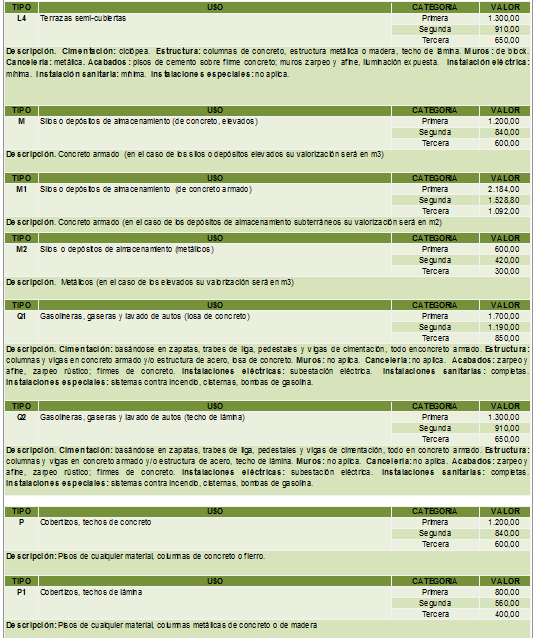 TIPO USO CATEGORIA VALOR
L4 Terrazas semi-cubiertas Primera 1.300,00
Segunda 910,00
Tercera 650,00
Descripción. Cimentación: ciclópea. Estructura: columnas de concreto, estructura metálica o madera, techo de lámina. Muros: de block.
Cancelería: metálica. Acabados: pisos de cemento sobre firme concreto; muros zarpeo y afine, iluminación expuesta. Instalación eléctrica:
mínima. Instalación sanitaria: mínima. Instalaciones especiales: no aplica.
TIPO USO CATEGORIA VALOR
M Silos o depósitos de almacenamiento (de concreto, elevados) Primera 1.200,00
Segunda 840,00
Tercera 600,00
Descripción. Concreto armado (en el caso de los silos o depósitos elevados su valorización será en m3)
TIPO USO CATEGORIA VALOR
M1 Silos o depósitos de almacenamiento (de concreto armado) Primera 2.184,00
Segunda 1.528,80
Tercera 1.092,00
Descripción. Concreto armado (en el caso de los depósitos de almacenamiento subterráneos su valorización será en m2)
TIPO USO CATEGORIA VALOR
M2 Silos o depósitos de almacenamiento (metálicos) Primera 600,00
Segunda 420,00
Tercera 300,00
Descripción. Metálicos (en el caso de los elevados su valorización será en m3)
TIPO USO CATEGORIA VALOR
Q1 Gasolineras, gaseras y lavado de autos (losa de concreto) Primera 1.700,00
Segunda 1.190,00
Tercera 850,00
Descripción. Cimentación: basándose en zapatas, trabes de liga, pedestales y vigas de cimentación, todo en concreto armado. Estructura:
columnas y vigas en concreto armado y/o estructura de acero, losa de concreto. Muros: no aplica. Cancelería: no aplica. Acabados: zarpeo y
afine, zarpeo rústico; firmes de concreto. Instalaciones eléctricas: subestación eléctrica. Instalaciones sanitarias: completas.
Instalaciones especiales: sistemas contra incendio, cisternas, bombas de gasolina.
TIPO USO CATEGORIA VALOR
Q2 Gasolineras, gaseras y lavado de autos (techo de lámina) Primera 1.300,00
Segunda 910,00
Tercera 650,00
Descripción. Cimentación: basándose en zapatas, trabes de liga, pedestales y vigas de cimentación, todo en concreto armado. Estructura:
columnas y vigas en concreto armado y/o estructura de acero, techo de lámina. Muros: no aplica. Cancelería: no aplica. Acabados: zarpeo y
afine, zarpeo rústico; firmes de concreto. Instalaciones eléctricas: subestación eléctrica. Instalaciones sanitarias: completas.
Instalaciones especiales: sistemas contra incendio, cisternas, bombas de gasolina.
TIPO USO CATEGORIA VALOR
P Cobertizos, techos de concreto Primera 1.200,00
Segunda 840,00
Tercera 600,00
Descripción: Pisos de cualquier material, columnas de concreto o fierro.
TIPO USO CATEGORIA VALOR
P1 Cobertizos, techos de lámina Primera 800,00
Segunda 560,00
Tercera 400,00
Descripción: Pisos de cualquier material, columnas metálicas de concreto o de madera